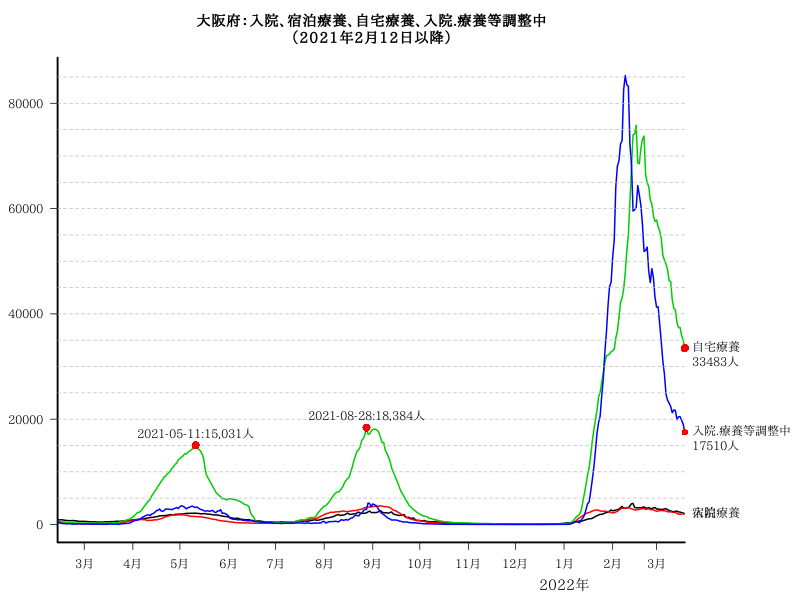 大阪府：入院、宿泊療養、自宅療養、入院.療養等調整中
（2021年2月12日以降）
80000
60000
40000
20000
0
2021-05-11:15,031人
2021-08-28:18,384人
自宅療養
33483人
入院.療養等調整中
17510人
療養
3月
4月
5月
6月
7月
8月
9月
10月
11月
12月
1月
2月
3月
2022年